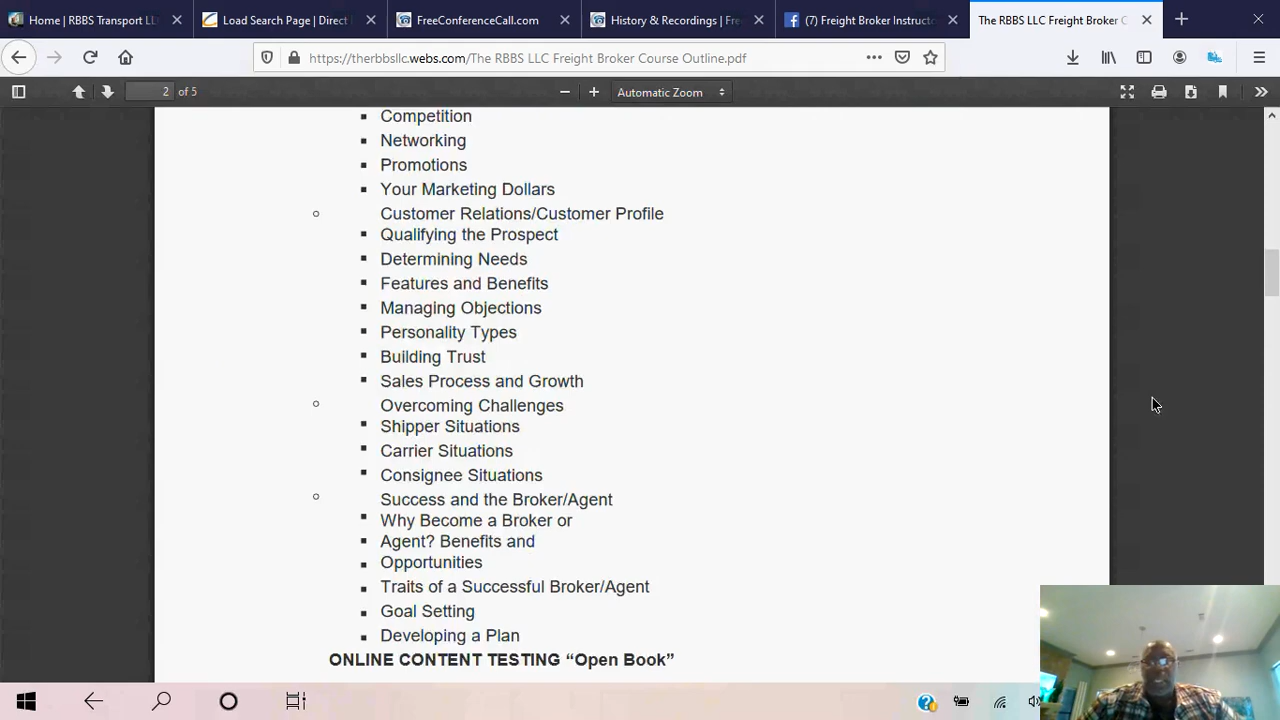 Home | RBBS Transport LL
Load Search Page | Direct
FreeConferenceCall.com
History & Recordings | Fre
(7) Freight Broker Instructo
The RBBS LLC Freight Broker C
https://therbbsllc.webs.com/The RBBS LLC Freight Broker Course Outline.pdf
2 of 5
Automatic Zoom
Competition
Networking
Promotions
Your Marketing Dollars
Customer Relations/Customer Profile
Qualifying the Prospect
Determining Needs
Features and Benefits
Managing Objections
Personality Types
Building Trust
Sales Process and Growth
Overcoming Challenges
Shipper Situations
Carrier Situations
Consignee Situations
Success and the Broker/Agent
Why Become a Broker or
Agent? Benefits and
Opportunities
Traits of a Successful Broker/Agent
Goal Setting
Developing a Plan
ONLINE CONTENT TESTING “Open Book”